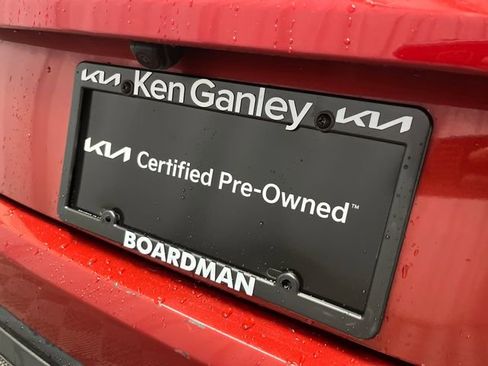 KIA Ken Ganley KIA
KIA Certified Pre-Owned™
BOARDMAN